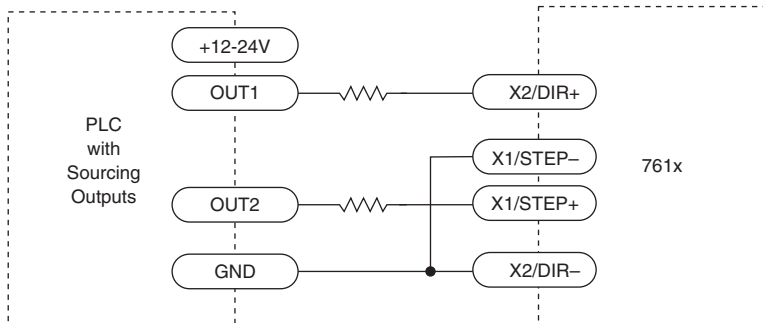 +12-24V
OUT1
X2/DIR+
PLC
with
Sourcing
Outputs
X1/STEP–
761x
OUT2
X1/STEP+
GND
X2/DIR–